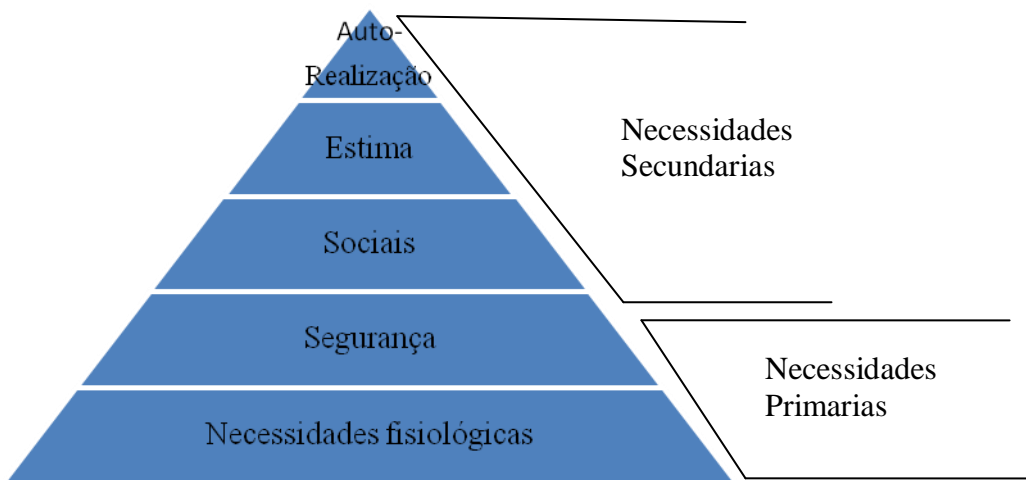 Auto-
Realização
Estima
Sociais
Segurança
Necessidades fisiológicas
Necessidades
Secundarias
Necessidades
Primarias